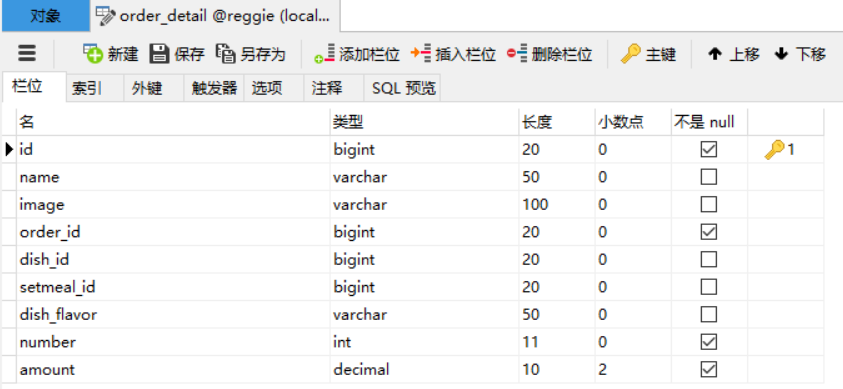 对象 order_detail @reggie (local...
新建 保存 另存为 添加栏位 插入栏位 删除栏位 主键 上移 下移
栏位 索引 外键 触发器 选项 注释 SQL 预览
名 类型 长度 小数点 不是 null
id bigint 20 0 1
name varchar 50 0
image varchar 100 0
order_id bigint 20 0
dish_id bigint 20 0
setmeal_id bigint 20 0
dish_flavor varchar 50 0
number int 11 0
amount decimal 10 2